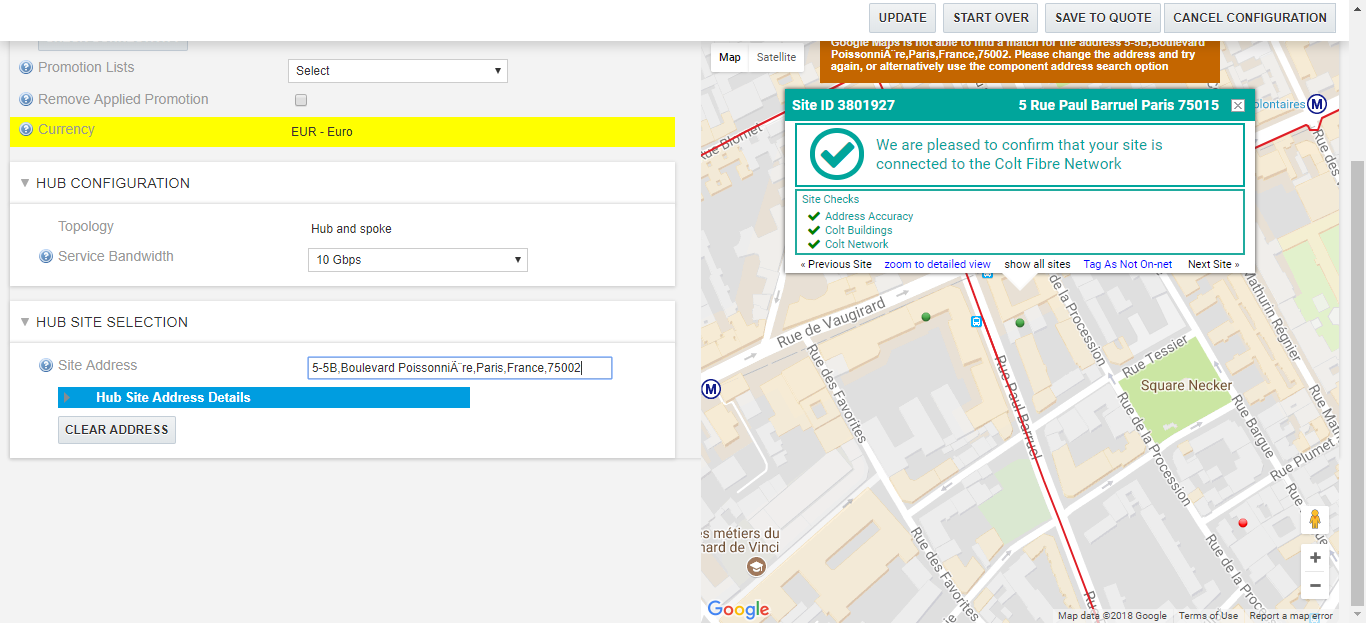 UPDATE
START OVER
SAVE TO QUOTE
CANCEL CONFIGURATION
Promotion Lists
Select
Remove Applied Promotion
Currency
EUR - Euro
HUB CONFIGURATION
Topology
Hub and spoke
Service Bandwidth
10 Gbps
HUB SITE SELECTION
Site Address
5-5B,Boulevard PoissonniÃ¨re,Paris,France,75002
Hub Site Address Details
CLEAR ADDRESS
Map
Satellite
Google Maps is not able to find a match for the address 5-5B,Boulevard
PoissonniÃ¨re,Paris,France,75002. Please change the address and try
again, or alternatively use the component address search option
Site ID 3801927
5 Rue Paul Barruel Paris 75015
We are pleased to confirm that your site is
connected to the Colt Fibre Network
Site Checks
Address Accuracy
Colt Buildings
Colt Network
« Previous Site
zoom to detailed view
show all sites
Tag As Not On-net
Next Site »
olontaires
M
Rue Blomet
Rue des
Rue de Vaugirard
Rue des Favorites
M
Rue Paul Barruel
de la Procession
Mathurin Régnier
Rue Tessier
Square Necker
Rue de la Procession
Rue Bargue
Rue Math
Rue Plumet
Rue des Favorites
Rue de la Proce
Ru
es métiers du
nard de Vinci
Google
Map data ©2018 Google
Terms of Use
Report a map error